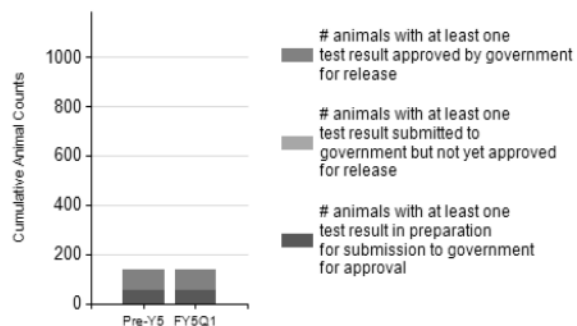 Cumulative Animal Counts
1000
800
600
400
200
0
Pre-Y5 FY5Q1
# animals with at least one
test result approved by government
for release
# animals with at least one
test result submitted to
government but not yet approved
for release
# animals with at least one
test result in preparation
for submission to government
for approval